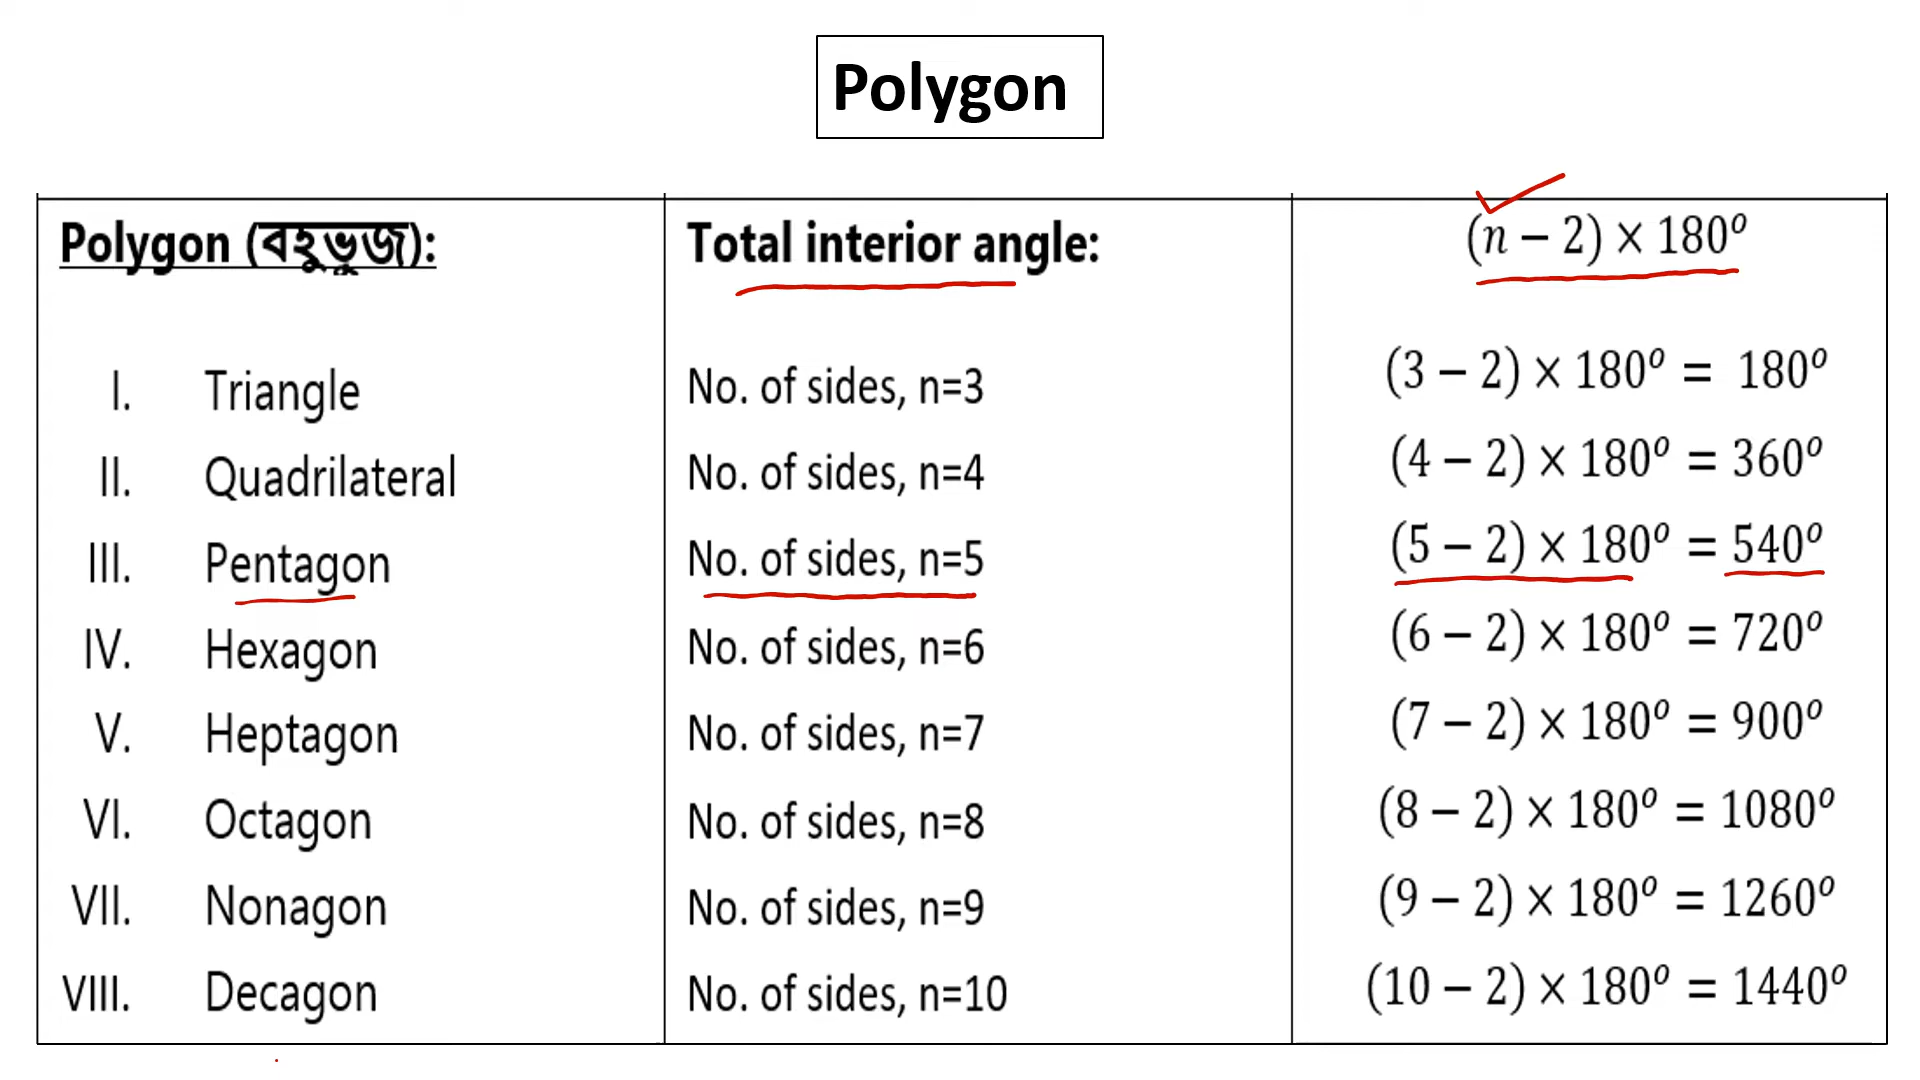 Polygon
Polygon (বহুভুজ): Total interior angle: (n − 2) × 180°
I. Triangle No. of sides, n=3 (3 − 2) × 180° = 180°
II. Quadrilateral No. of sides, n=4 (4 − 2) × 180° = 360°
III. Pentagon No. of sides, n=5 (5 − 2) × 180° = 540°
IV. Hexagon No. of sides, n=6 (6 − 2) × 180° = 720°
V. Heptagon No. of sides, n=7 (7 − 2) × 180° = 900°
VI. Octagon No. of sides, n=8 (8 − 2) × 180° = 1080°
VII. Nonagon No. of sides, n=9 (9 − 2) × 180° = 1260°
VIII. Decagon No. of sides, n=10 (10 − 2) × 180° = 1440°